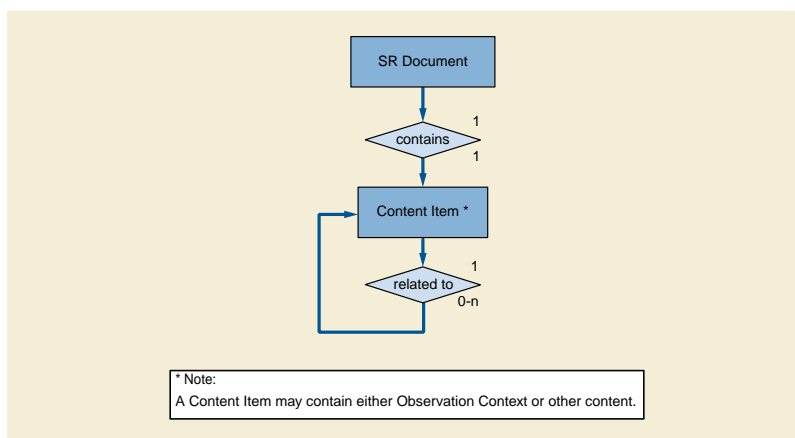 SR Document
1
contains
1
Content Item *
1
related to
0-n
* Note:
A Content Item may contain either Observation Context or other content.